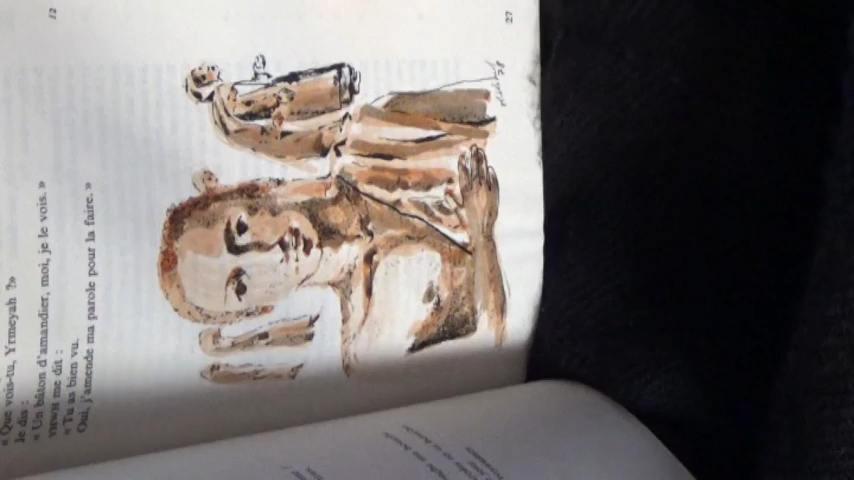 « Que vois-tu, Yrmeyah ?»
Je dis :
« Un bâton d'amandier, moi, je le vois. »
YHWH me dit :
« Tu as bien vu.
Oui, j'amende ma parole pour la faire. »
12
27